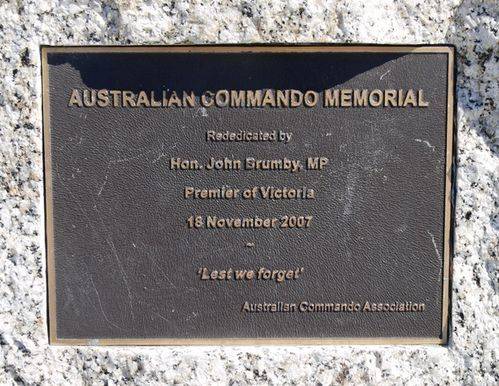 AUSTRALIAN COMMANDO MEMORIAL
Rededicated by
Hon. John Brumby, MP
Premier of Victoria
18 November 2007
~
'Lest we forget'
Australian Commando Association